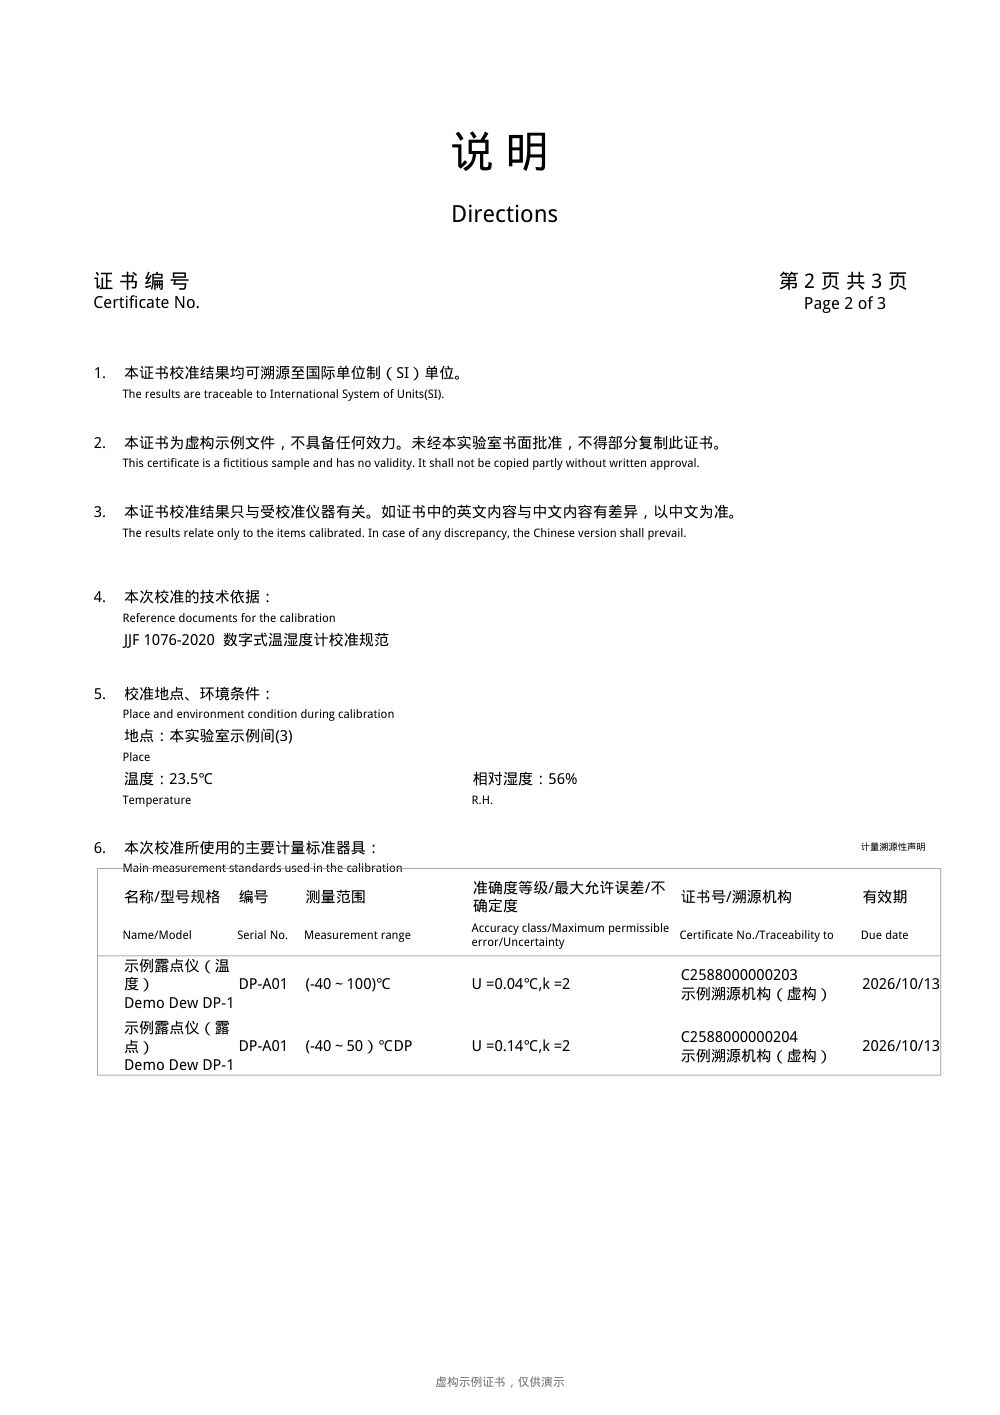 说 明
Directions
证 书 编 号
Certificate No.
第 2 页 共 3 页
Page 2 of 3
1. 本证书校准结果均可溯源至国际单位制（SI）单位。
The results are traceable to International System of Units(SI).
2. 本证书为虚构示例文件，不具备任何效力。未经本实验室书面批准，不得部分复制此证书。
This certificate is a fictitious sample and has no validity. It shall not be copied partly without written approval.
3. 本证书校准结果只与受校准仪器有关。如证书中的英文内容与中文内容有差异，以中文为准。
The results relate only to the items calibrated. In case of any discrepancy, the Chinese version shall prevail.
4. 本次校准的技术依据：
Reference documents for the calibration
JJF 1076-2020 数字式温湿度计校准规范
5. 校准地点、环境条件：
Place and environment condition during calibration
地点：本实验室示例间(3)
Place
温度：23.5℃ 相对湿度：56%
Temperature R.H.
6. 本次校准所使用的主要计量标准器具： 计量溯源性声明
Main measurement standards used in the calibration
名称/型号规格 编号 测量范围 准确度等级/最大允许误差/不
确定度 证书号/溯源机构 有效期
Name/Model Serial No. Measurement range Accuracy class/Maximum permissible
error/Uncertainty Certificate No./Traceability to Due date
示例露点仪（温
度）
Demo Dew DP-1
DP-A01 (-40 ~ 100)℃ U =0.04℃,k =2
C2588000000203
示例溯源机构（虚构）
2026/10/13
示例露点仪（露
点）
Demo Dew DP-1
DP-A01 (-40 ~ 50 ）℃DP U =0.14℃,k =2
C2588000000204
示例溯源机构（虚构）
2026/10/13
虚构示例证书，仅供演示